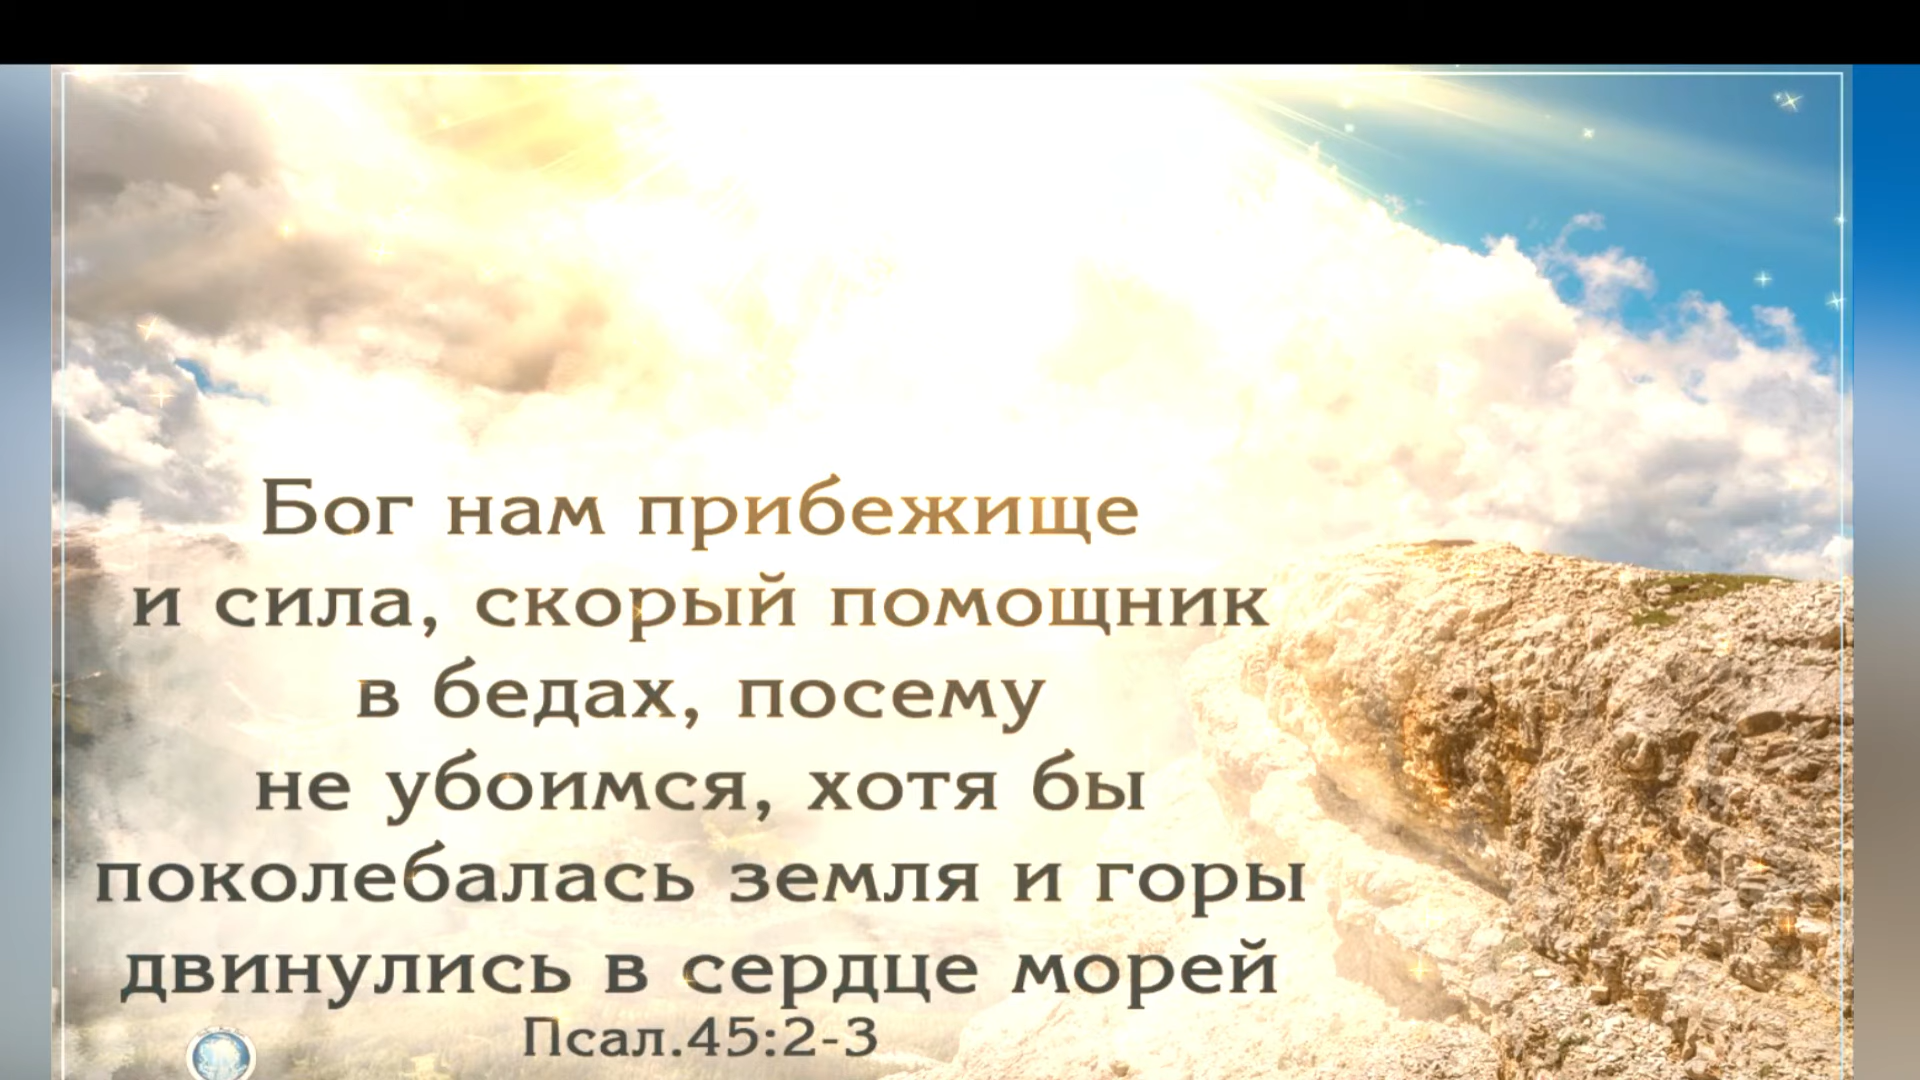 Бог нам прибежище
и сила, скорый помощник
в бедах, посему
не убоимся, хотя бы
поколебалась земля и горы
двинулись в сердце морей
Псал.45:2-3